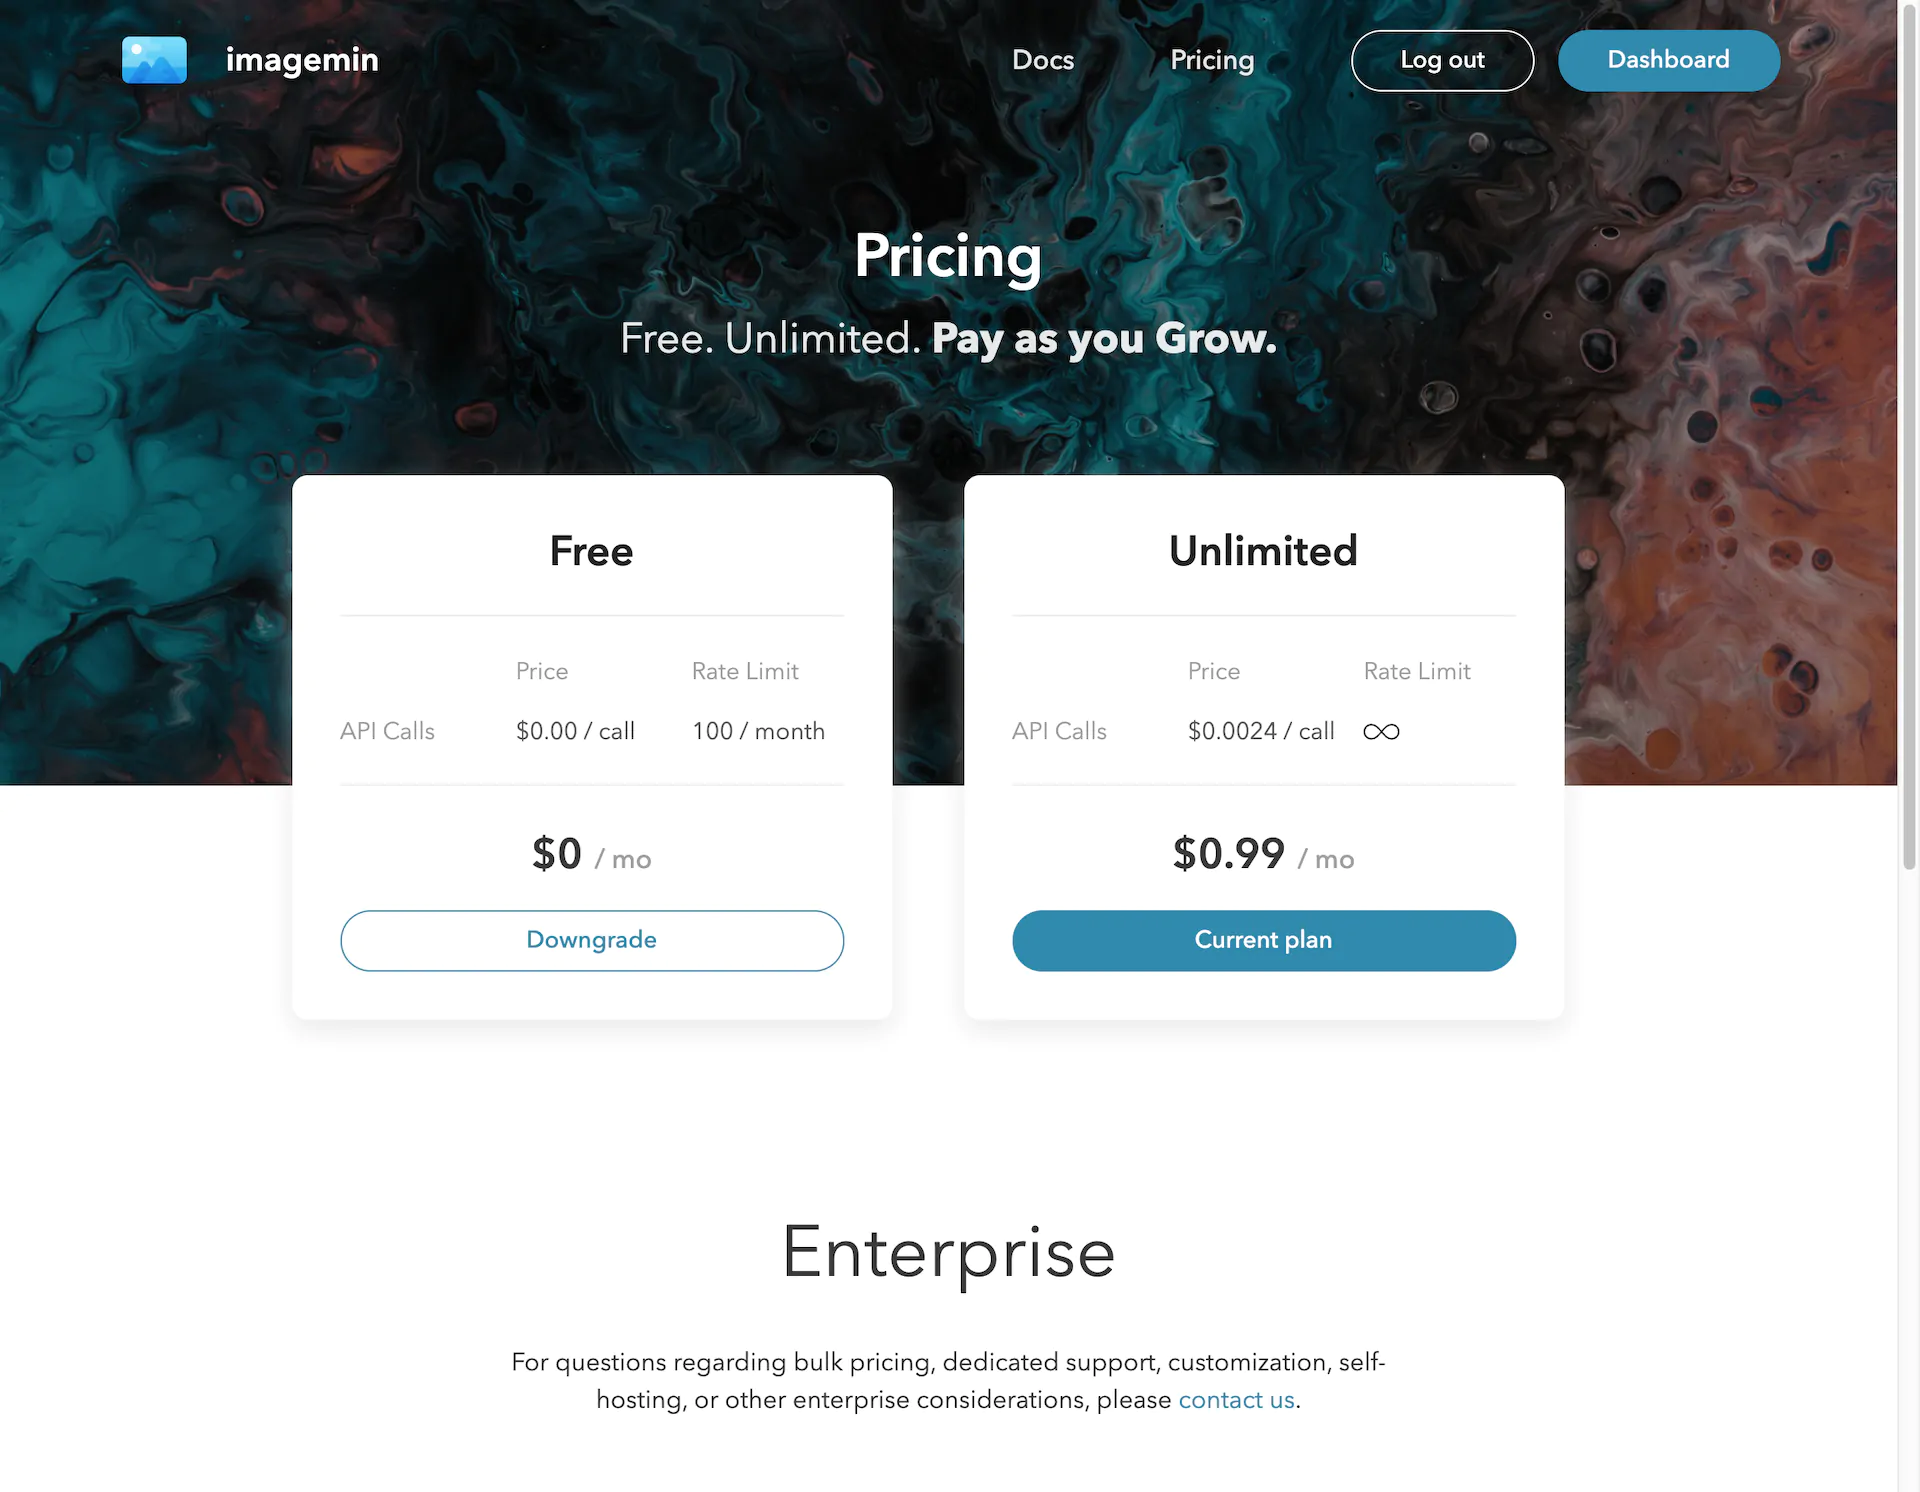 imagemin
Docs
Pricing
Log out
Dashboard
Pricing
Free. Unlimited. Pay as you Grow.
Free
Price Rate Limit
API Calls $0.00 / call 100 / month
$0 / mo
Downgrade
Unlimited
Price Rate Limit
API Calls $0.0024 / call ∞
$0.99 / mo
Current plan
Enterprise
For questions regarding bulk pricing, dedicated support, customization, self-
hosting, or other enterprise considerations, please contact us.